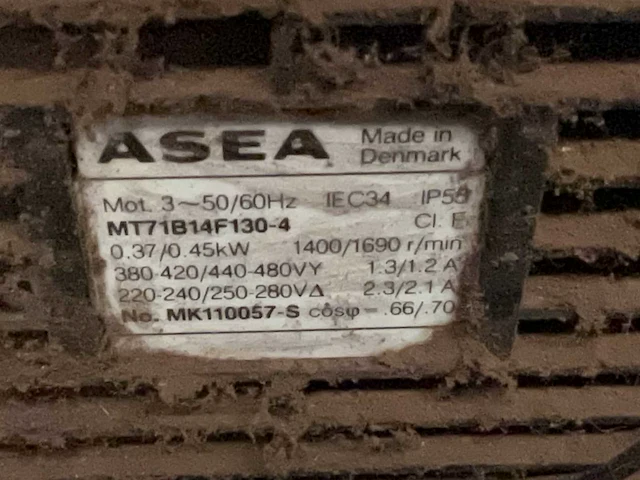 ASEA
Made in
Denmark
Mot. 3~50/60Hz IEC34 IP55
MT71B14F130-4 Cl. F
0.37/0.45kW 1400/1690 r/min
380-420/440-480VY 1.3/1.2 A
220-240/250-280VΔ 2.3/2.1 A
No. MK110057-S cosφ - .66/.70